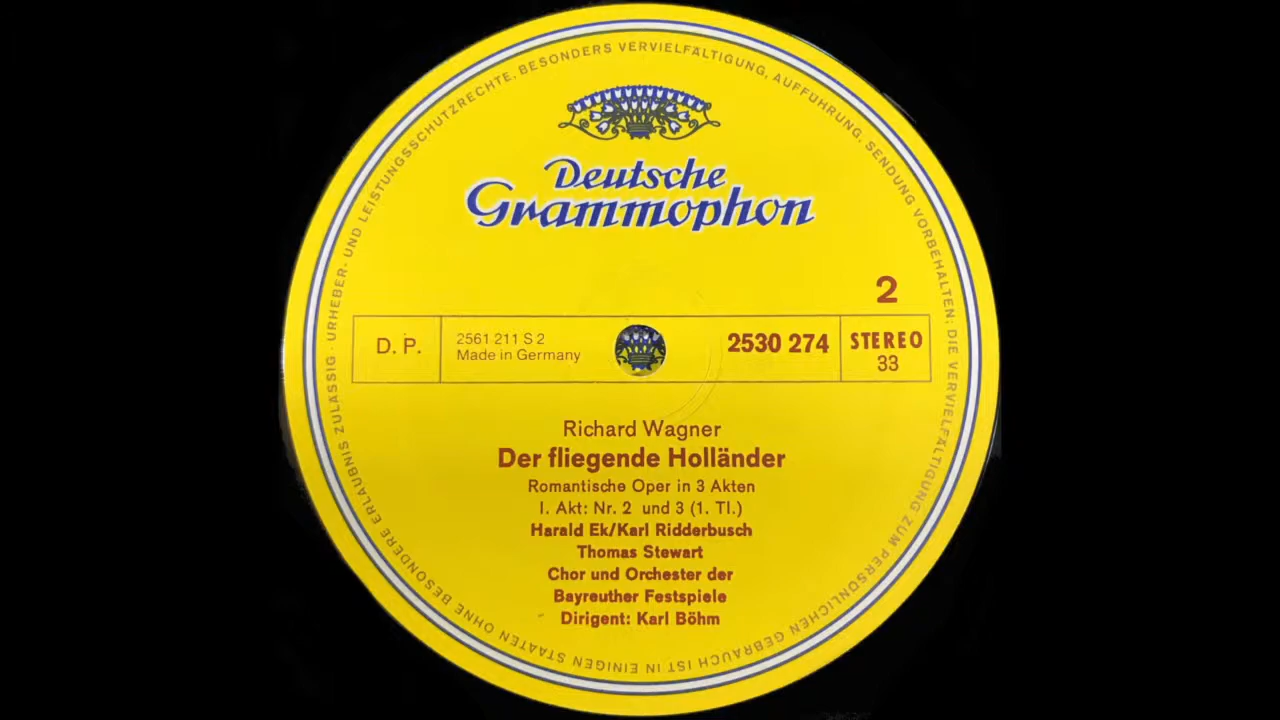 URHEBER- UND LEISTUNGSSCHUTZRECHTE, BESONDERS VERVIELFÄLTIGUNG, AUFFÜHRUNG, SENDUNG VORBEHALTEN; DIE VERVIELFÄLTIGUNG ZUM PERSÖNLICHEN GEBRAUCH IST IN EINIGEN STAATEN OHNE BESONDERE ERLAUBNIS ZULÄSSIG ·
Deutsche
Grammophon
2
D. P.
2561 211 S 2
Made in Germany
2530 274
STEREO
33
Richard Wagner
Der fliegende Holländer
Romantische Oper in 3 Akten
I. Akt: Nr. 2 und 3 (1. Tl.)
Harald Ek/Karl Ridderbusch
Thomas Stewart
Chor und Orchester der
Bayreuther Festspiele
Dirigent: Karl Böhm